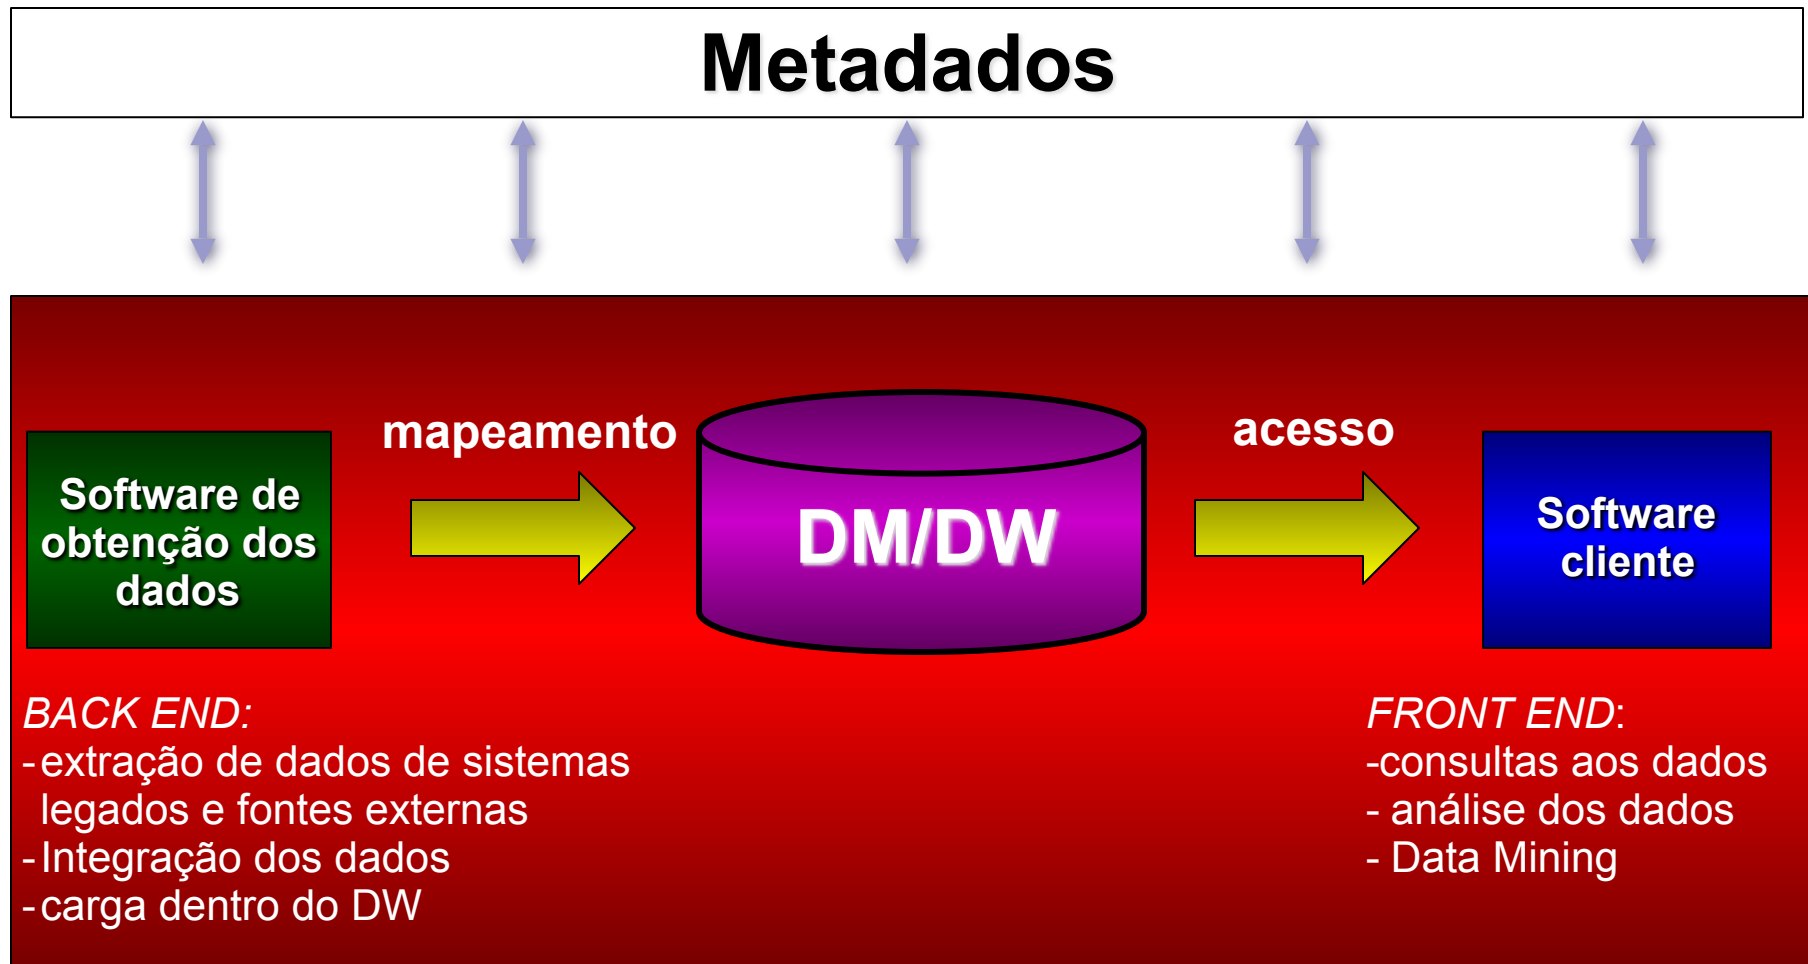 Metadados
mapeamento
acesso
Software de
obtenção dos
dados
DM/DW
Software
cliente
BACK END:
-extração de dados de sistemas
legados e fontes externas
-Integração dos dados
-carga dentro do DW
FRONT END:
-consultas aos dados
- análise dos dados
- Data Mining